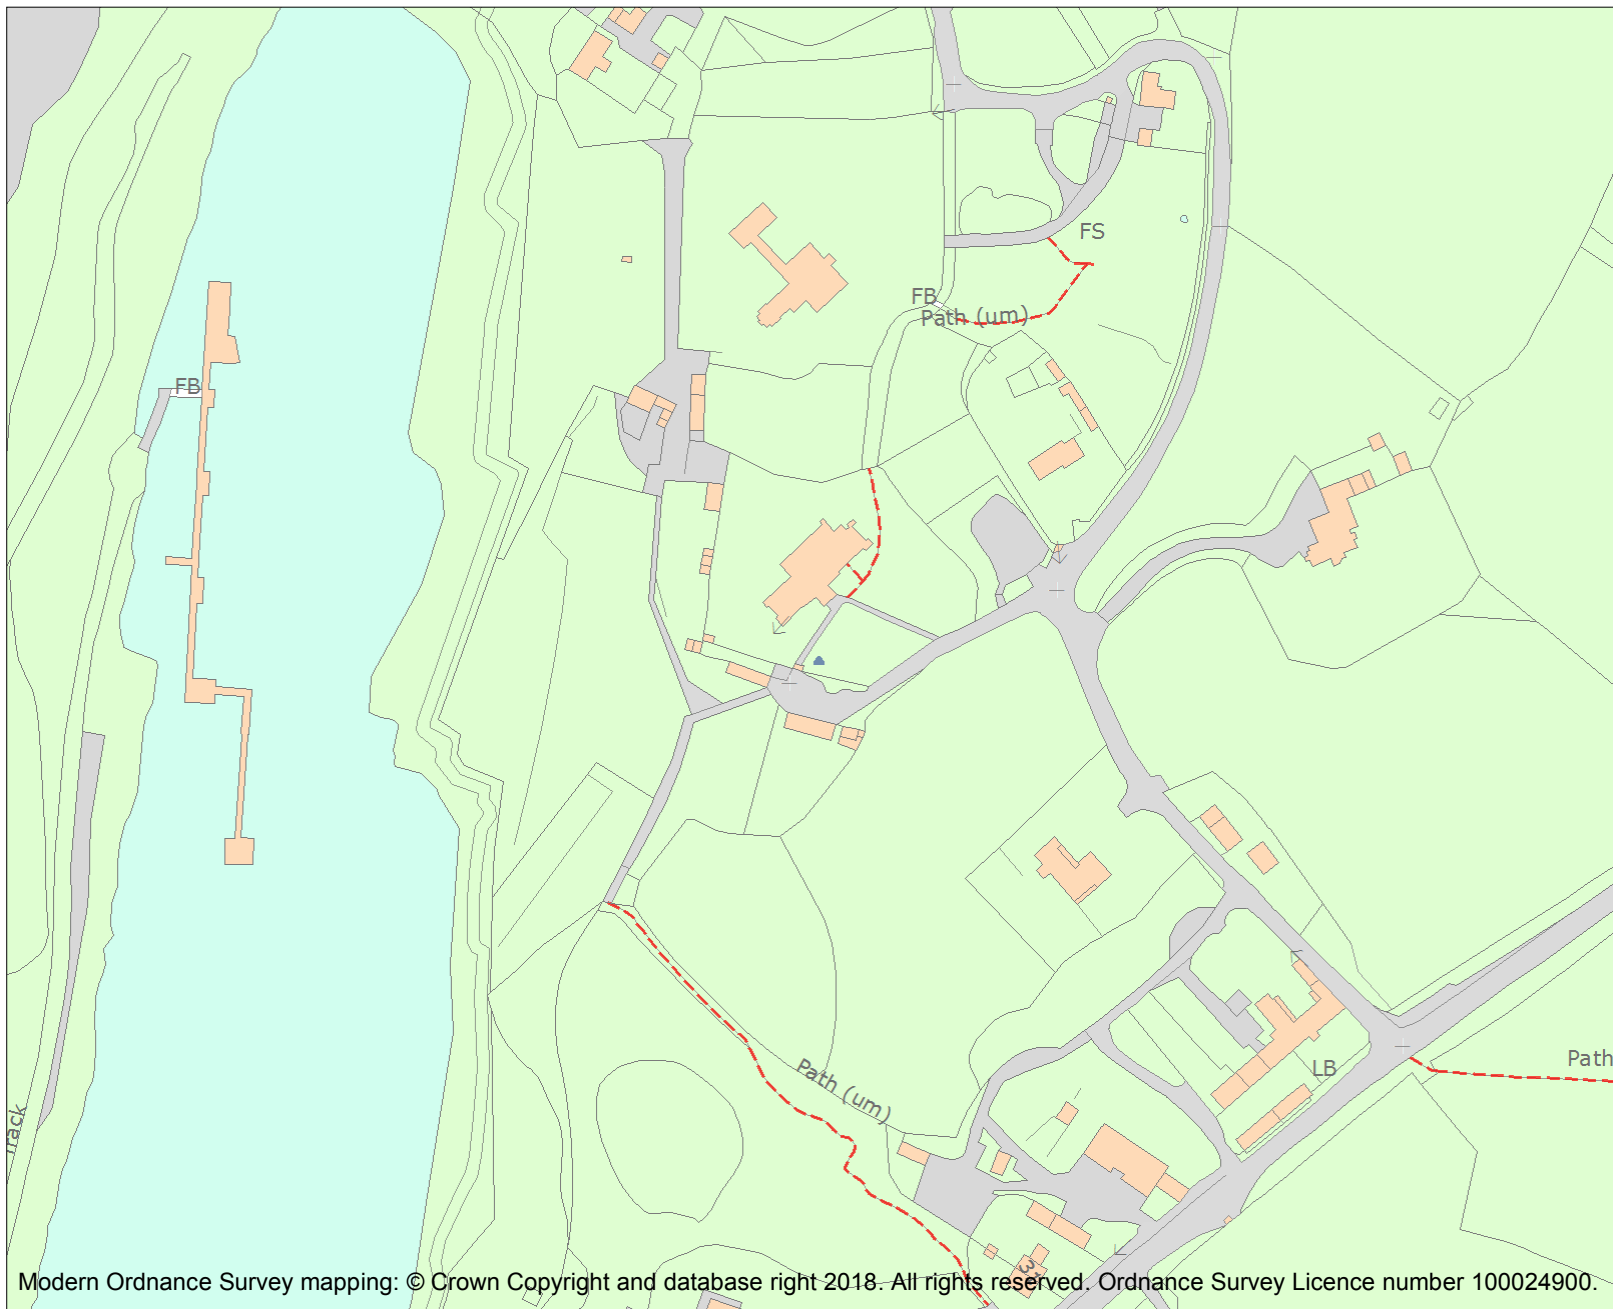 FS
FB
Path (um)
FB
LB
Path
Path (um)
Modern Ordnance Survey mapping: © Crown Copyright and database right 2018. All rights reserved. Ordnance Survey Licence number 100024900.